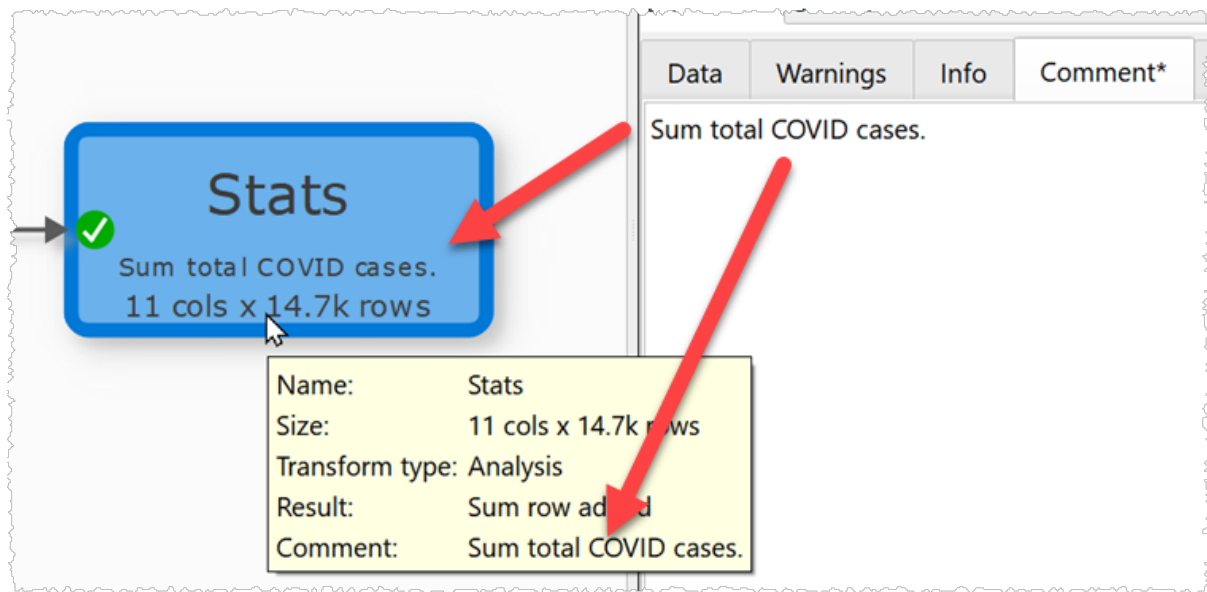 Data Warnings Info Comment*
Sum total COVID cases.
Stats
Sum total COVID cases.
11 cols x 14.7k rows
Name: Stats
Size: 11 cols x 14.7k rows
Transform type: Analysis
Result: Sum row added
Comment: Sum total COVID cases.